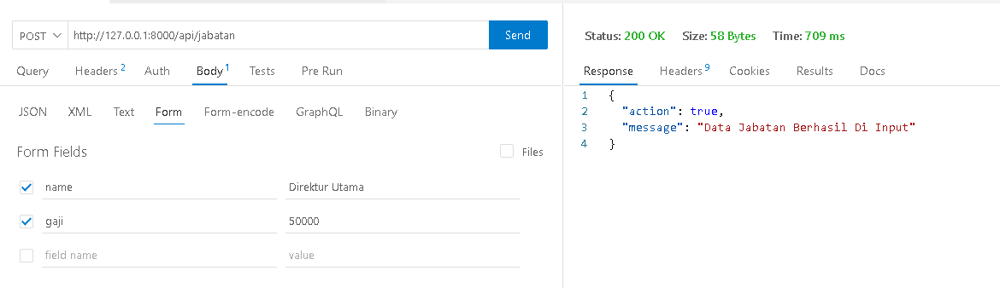 POST http://127.0.0.1:8000/api/jabatan Send
Query Headers 2 Auth Body 1 Tests Pre Run
JSON XML Text Form Form-encode GraphQL Binary
Form Fields Files
name Direktur Utama
gaji 50000
field name value
Status: 200 OK Size: 58 Bytes Time: 709 ms
Response Headers 9 Cookies Results Docs
1 {
2 "action": true,
3 "message": "Data Jabatan Berhasil Di Input"
4 }